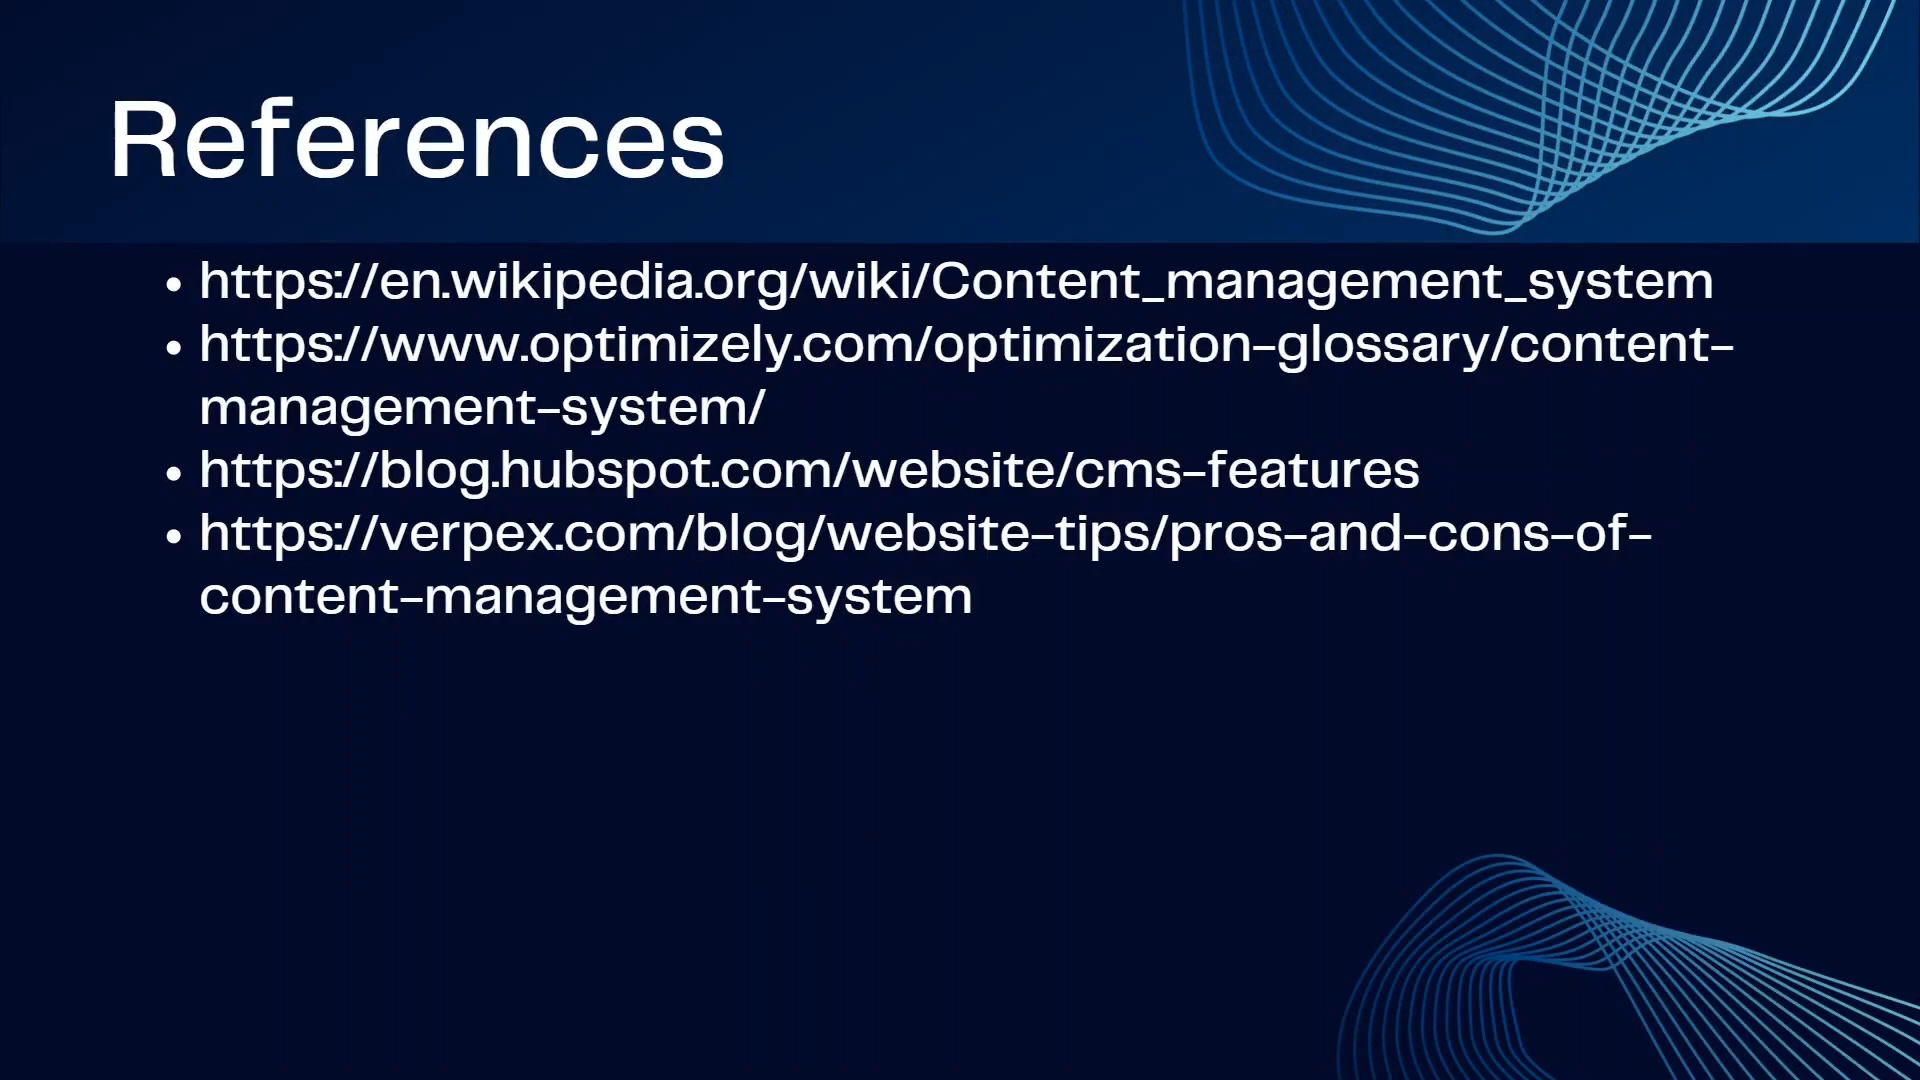 References
• https://en.wikipedia.org/wiki/Content_management_system
• https://www.optimizely.com/optimization-glossary/content-
management-system/
• https://blog.hubspot.com/website/cms-features
• https://verpex.com/blog/website-tips/pros-and-cons-of-
content-management-system